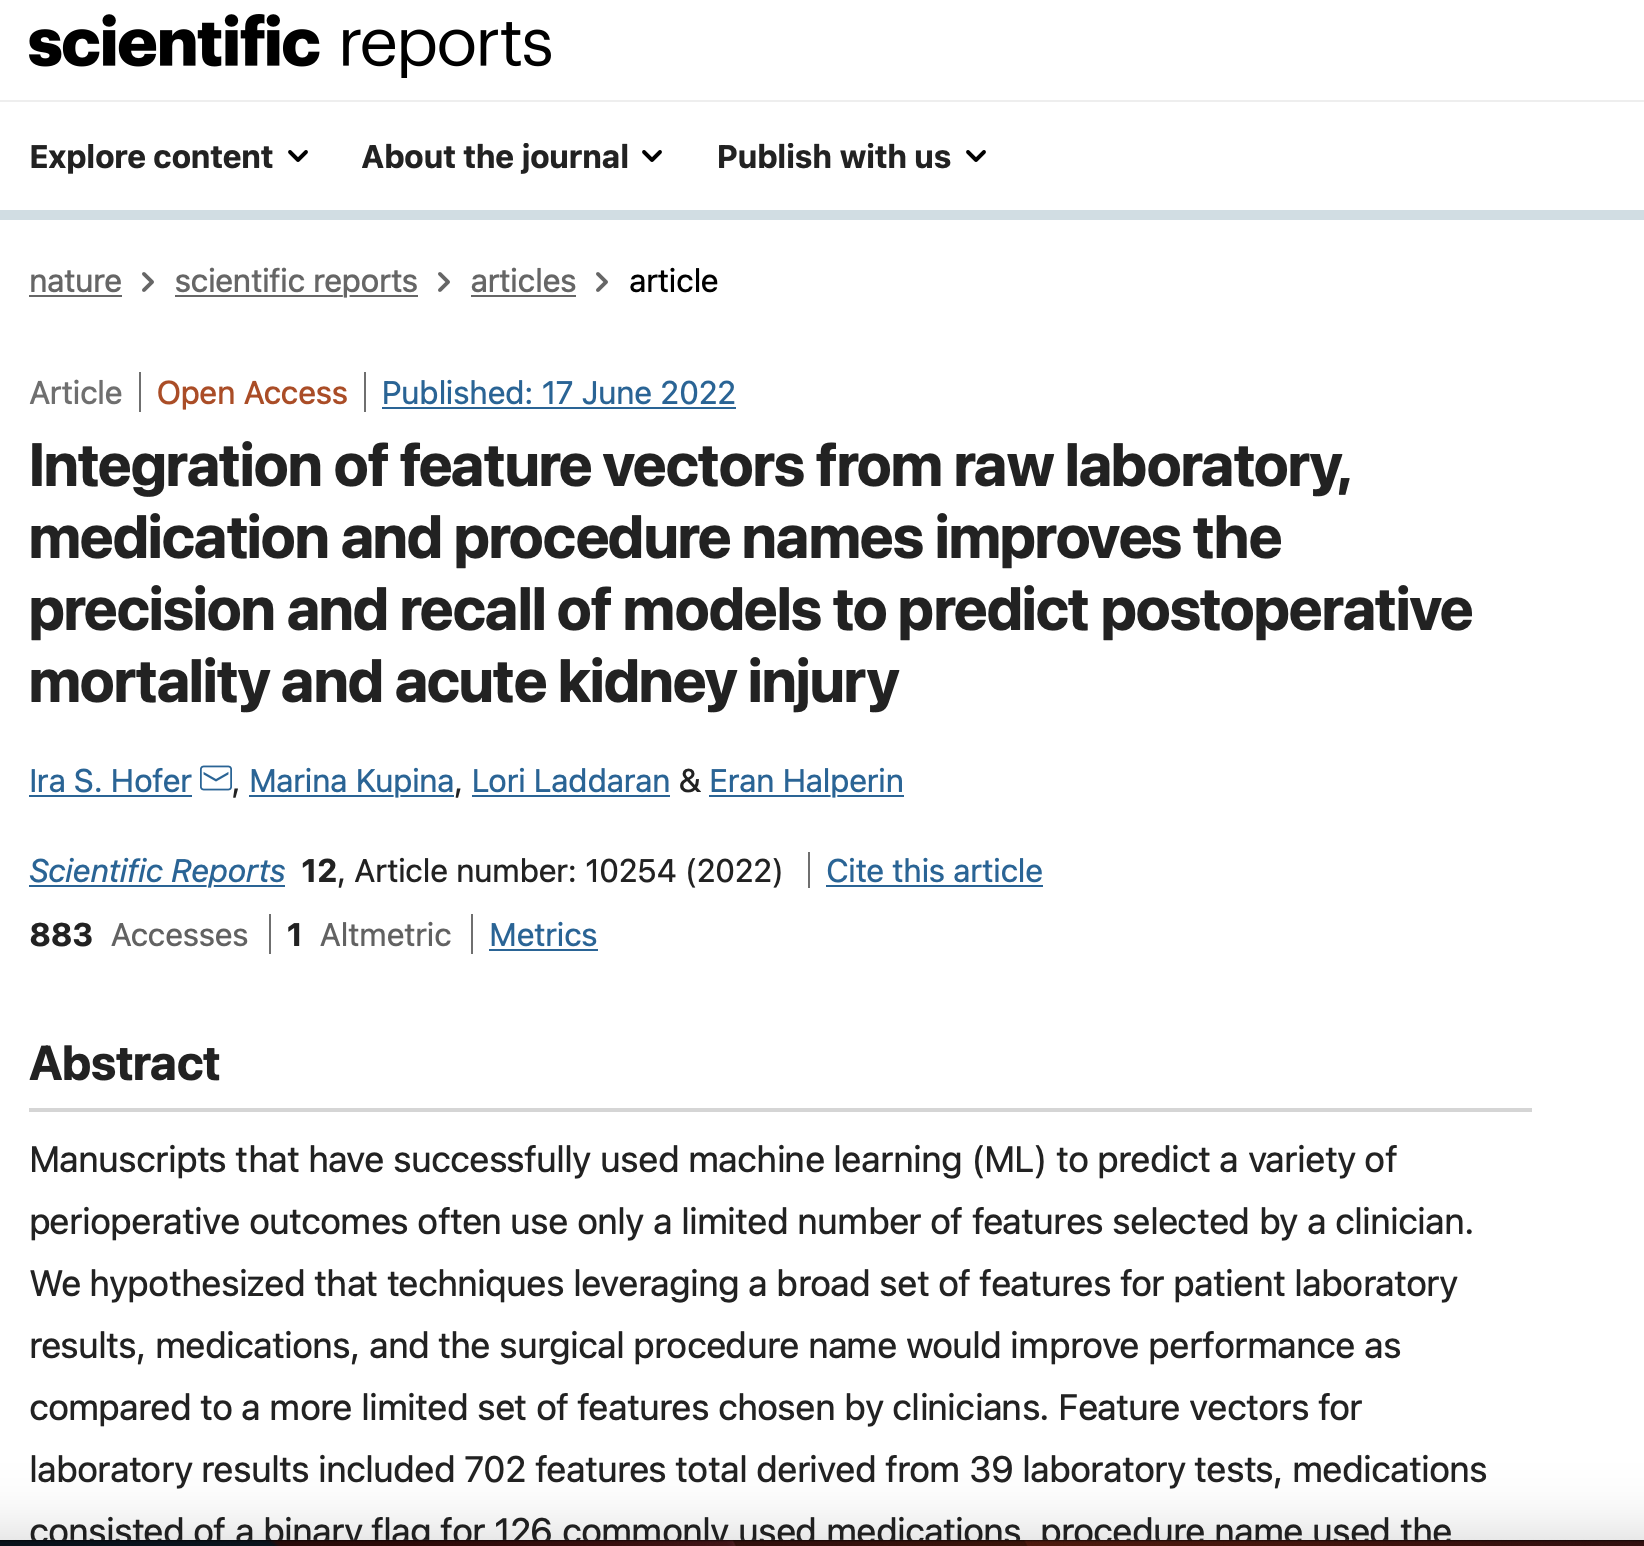 scientific reports
Explore content About the journal Publish with us
nature > scientific reports > articles > article
Article | Open Access | Published: 17 June 2022
Integration of feature vectors from raw laboratory,
medication and procedure names improves the
precision and recall of models to predict postoperative
mortality and acute kidney injury
Ira S. Hofer, Marina Kupina, Lori Laddaran & Eran Halperin
Scientific Reports 12, Article number: 10254 (2022) | Cite this article
883 Accesses | 1 Altmetric | Metrics
Abstract
Manuscripts that have successfully used machine learning (ML) to predict a variety of
perioperative outcomes often use only a limited number of features selected by a clinician.
We hypothesized that techniques leveraging a broad set of features for patient laboratory
results, medications, and the surgical procedure name would improve performance as
compared to a more limited set of features chosen by clinicians. Feature vectors for
laboratory results included 702 features total derived from 39 laboratory tests, medications
consisted of a binary flag for 126 commonly used medications, procedure name used the